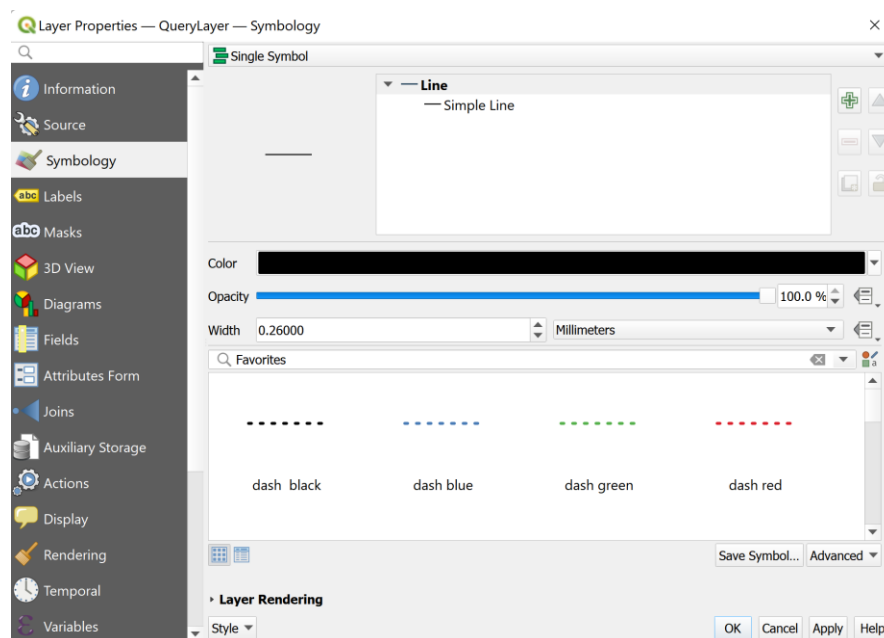 Layer Properties — QueryLayer — Symbology
Single Symbol
Information
Source
Symbology
abc Labels
abc Masks
3D View
Diagrams
Fields
Attributes Form
Joins
Auxiliary Storage
Actions
Display
Rendering
Temporal
Variables
Line
Simple Line
Color
Opacity
100.0 %
Width
0.26000
Millimeters
Favorites
dash  black
dash blue
dash green
dash red
Save Symbol...
Advanced
Layer Rendering
Style
OK
Cancel
Apply
Help